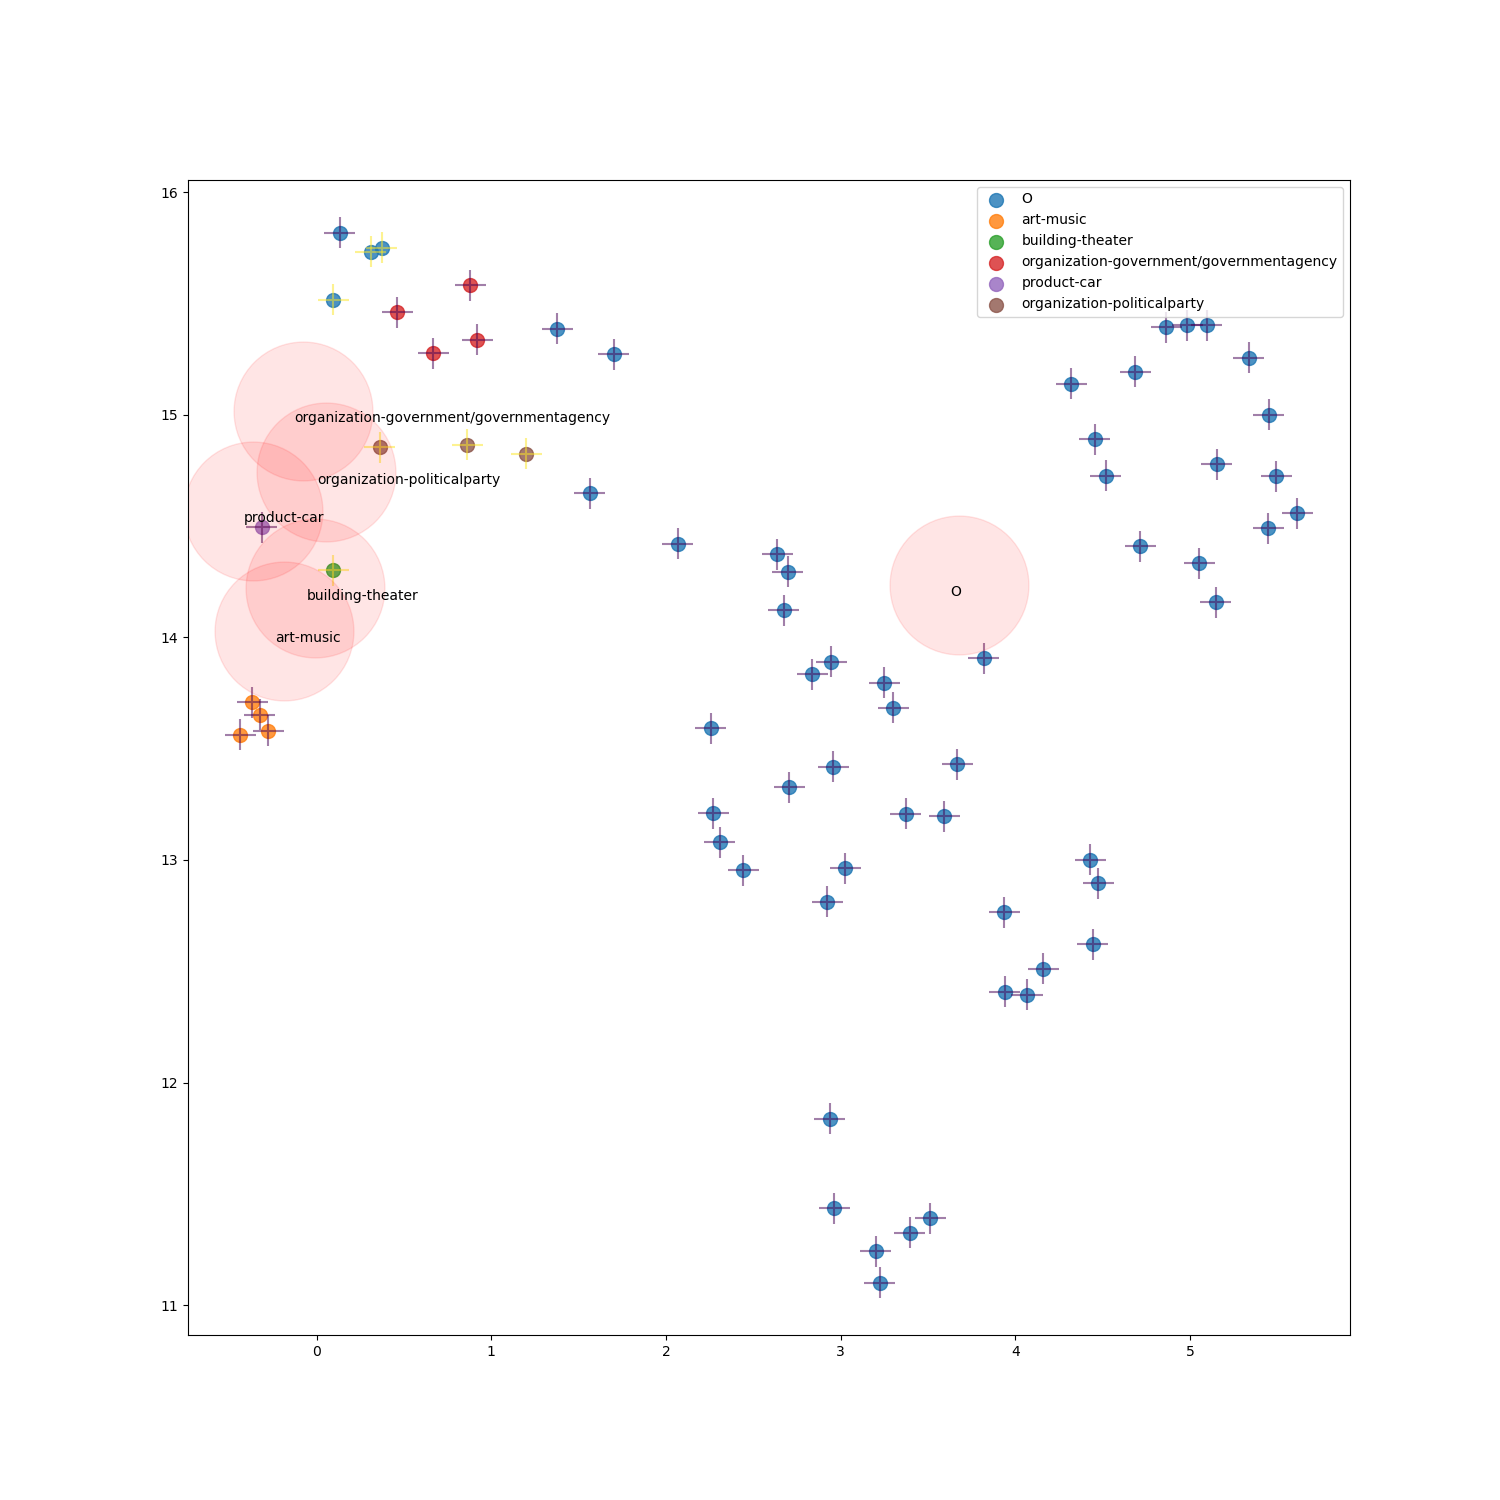 16
O
art-music
building-theater
organization-government/governmentagency
product-car
organization-politicalparty
15
organization-government/governmentagency
organization-politicalparty
product-car
O
building-theater
14
art-music
13
12
11
0 1 2 3 4 5